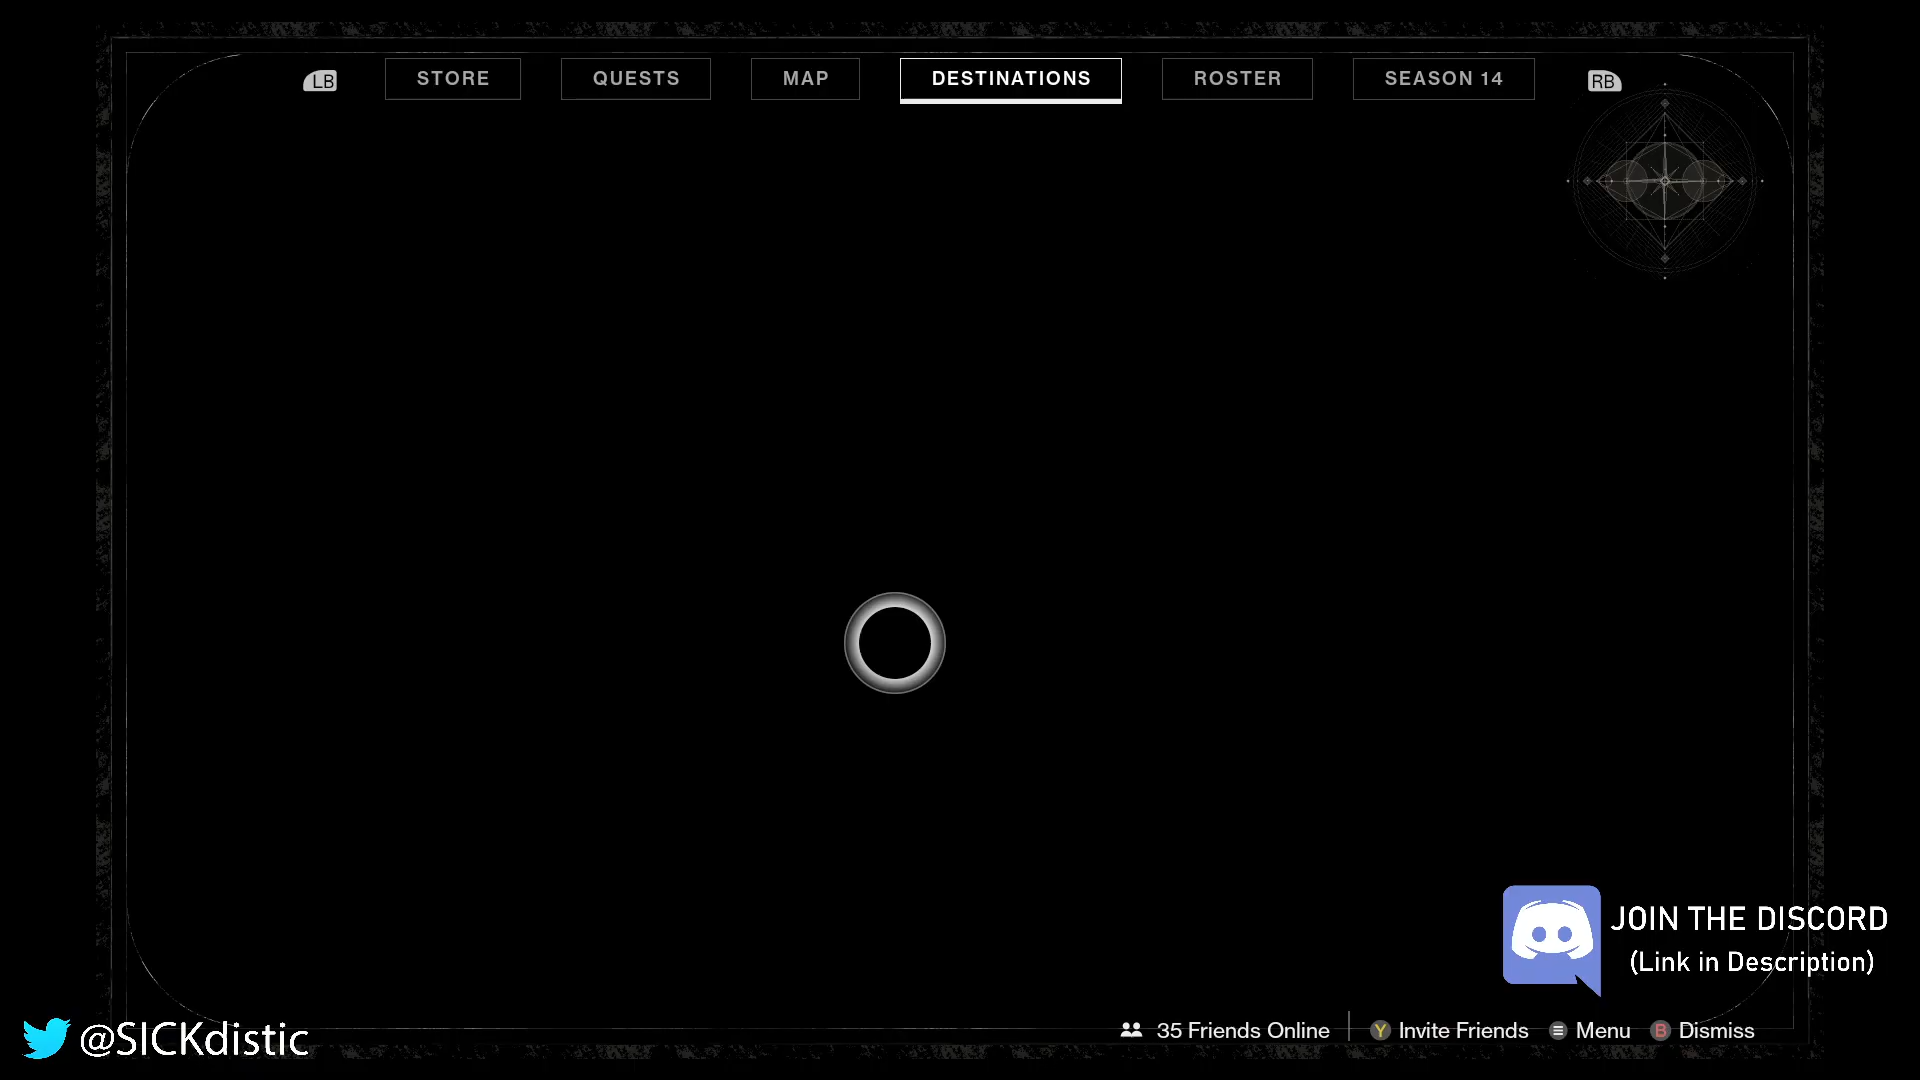 LB
STORE
QUESTS
MAP
DESTINATIONS
ROSTER
SEASON 14
RB
JOIN THE DISCORD
(Link in Description)
@SICKdistic
35 Friends Online
Y Invite Friends
Menu
B Dismiss